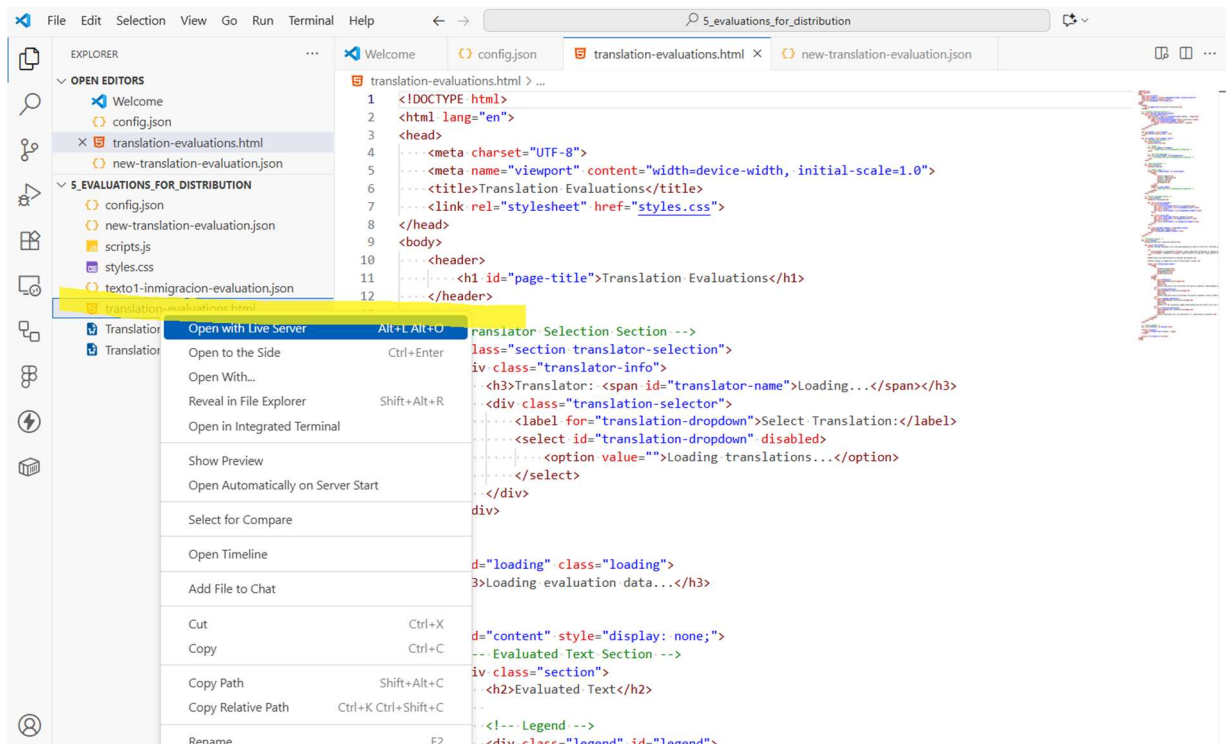 File Edit Selection View Go Run Terminal Help
5_evaluations_for_distribution
EXPLORER
OPEN EDITORS
Welcome
config.json
translation-evaluations.html
new-translation-evaluation.json
5_EVALUATIONS_FOR_DISTRIBUTION
config.json
new-translation-evaluation.json
scripts.js
styles.css
texto1-inmigracion-evaluation.json
translation-evaluations.html
Translation
Translation
Open with Live Server Alt+L Alt+O
Open to the Side Ctrl+Enter
Open With...
Reveal in File Explorer Shift+Alt+R
Open in Integrated Terminal
Show Preview
Open Automatically on Server Start
Select for Compare
Open Timeline
Add File to Chat
Cut Ctrl+X
Copy Ctrl+C
Copy Path Shift+Alt+C
Copy Relative Path Ctrl+K Ctrl+Shift+C
Rename... F2
Welcome config.json translation-evaluations.html new-translation-evaluation.json
translation-evaluations.html > ...
1 <!DOCTYPE html>
2 <html lang="en">
3 <head>
4 <meta charset="UTF-8">
5 <meta name="viewport" content="width=device-width, initial-scale=1.0">
6 <title>Translation Evaluations</title>
7 <link rel="stylesheet" href="styles.css">
8 </head>
9 <body>
10 <header>
11 <h1 id="page-title">Translation Evaluations</h1>
12 </header>
ranslator Selection Section -->
lass="section translator-selection">
iv class="translator-info">
<h3>Translator: <span id="translator-name">Loading...</span></h3>
<div class="translation-selector">
<label for="translation-dropdown">Select Translation:</label>
<select id="translation-dropdown" disabled>
<option value="">Loading translations...</option>
</select>
</div>
div>
d="loading" class="loading">
3>Loading evaluation data...</h3>
d="content" style="display: none;">
-- Evaluated Text Section -->
iv class="section">
<h2>Evaluated Text</h2>
<!-- Legend -->
<div class="legend" id="legend">